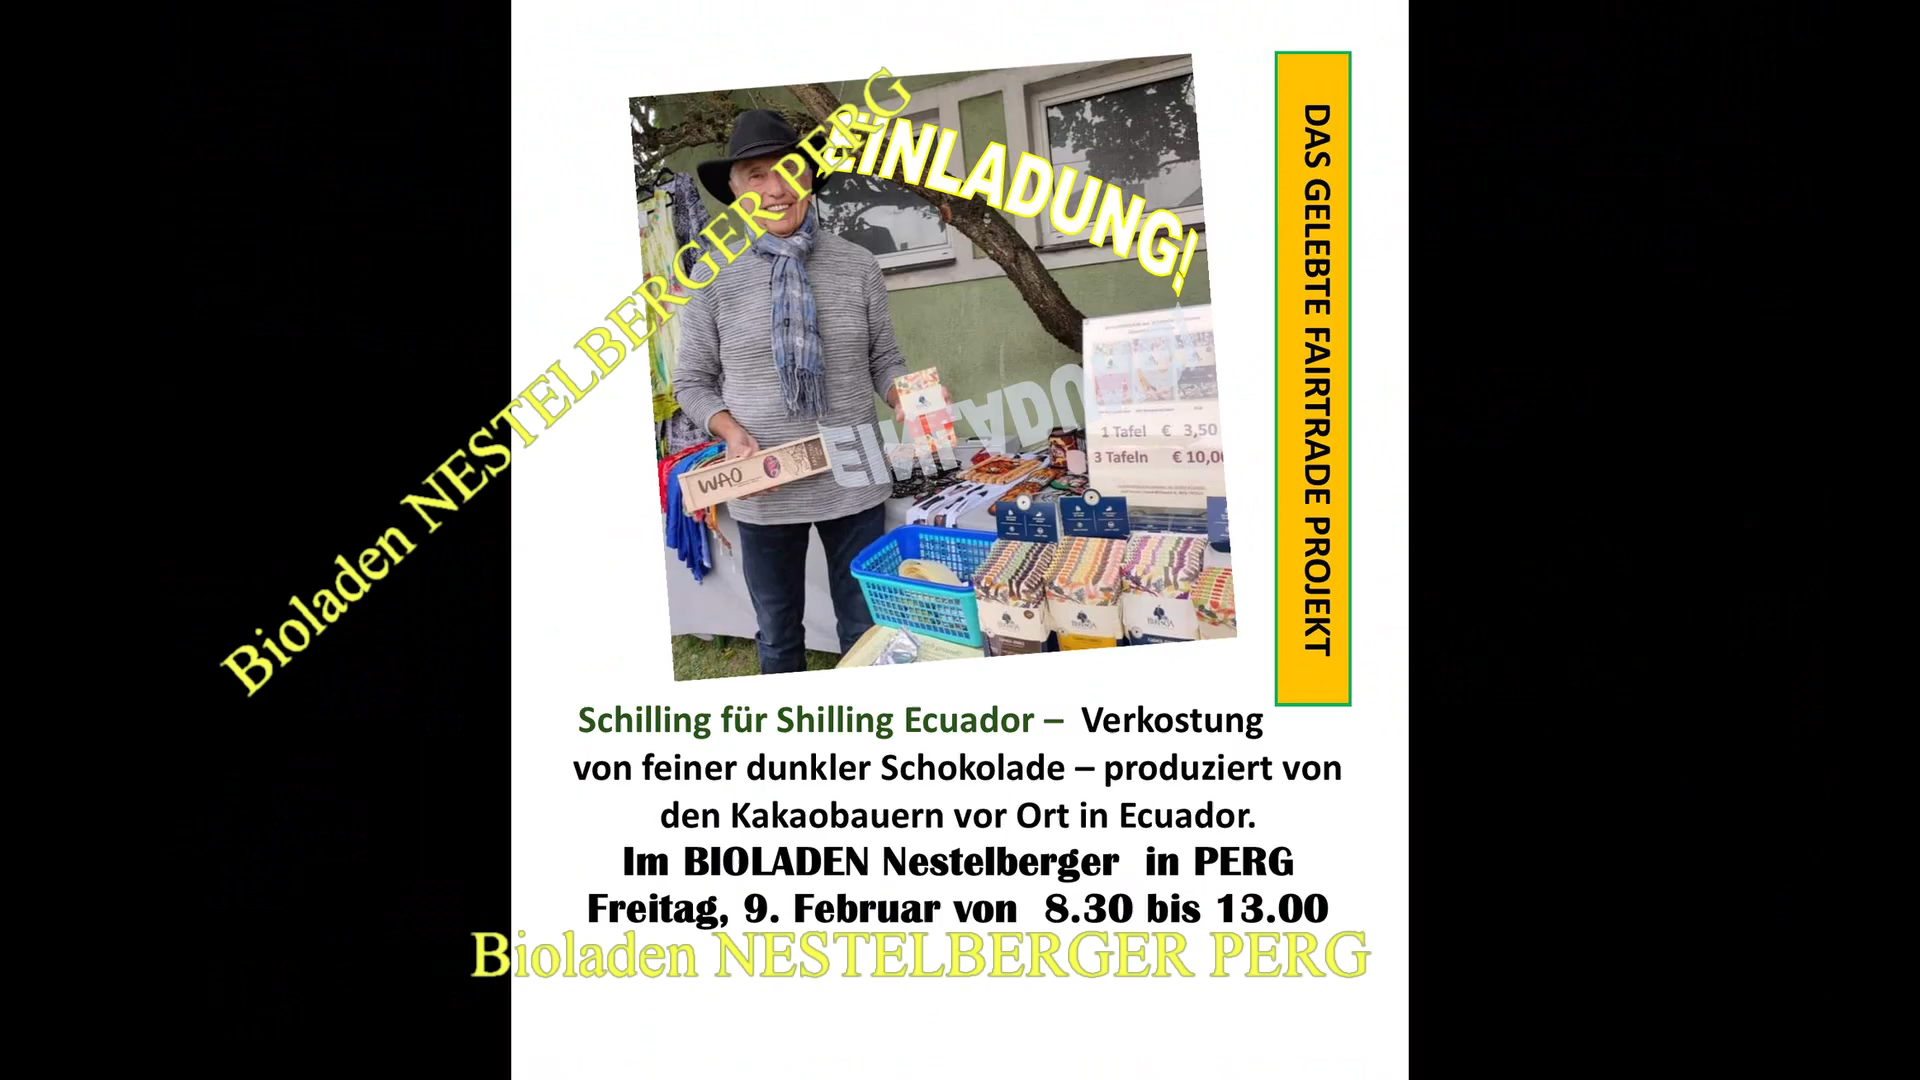 Bioladen NESTELBERGER PERG
EINLADUNG!
DAS GELEBTE FAIRTRADE PROJEKT
WAO
1 Tafel € 3,50
3 Tafeln € 10,0
Schilling für Shilling Ecuador – Verkostung
von feiner dunkler Schokolade – produziert von
den Kakaobauern vor Ort in Ecuador.
Im BIOLADEN Nestelberger in PERG
Freitag, 9. Februar von 8.30 bis 13.00
Bioladen NESTELBERGER PERG